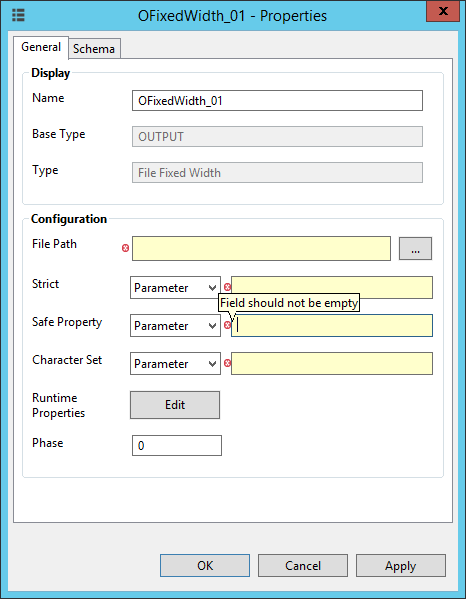 OFixedWidth_01 - Properties
x
General Schema
Display
Name OFixedWidth_01
Base Type OUTPUT
Type File Fixed Width
Configuration
File Path ...
Strict Parameter
Field should not be empty
Safe Property Parameter
Character Set Parameter
Runtime
Properties Edit
Phase 0
OK Cancel Apply